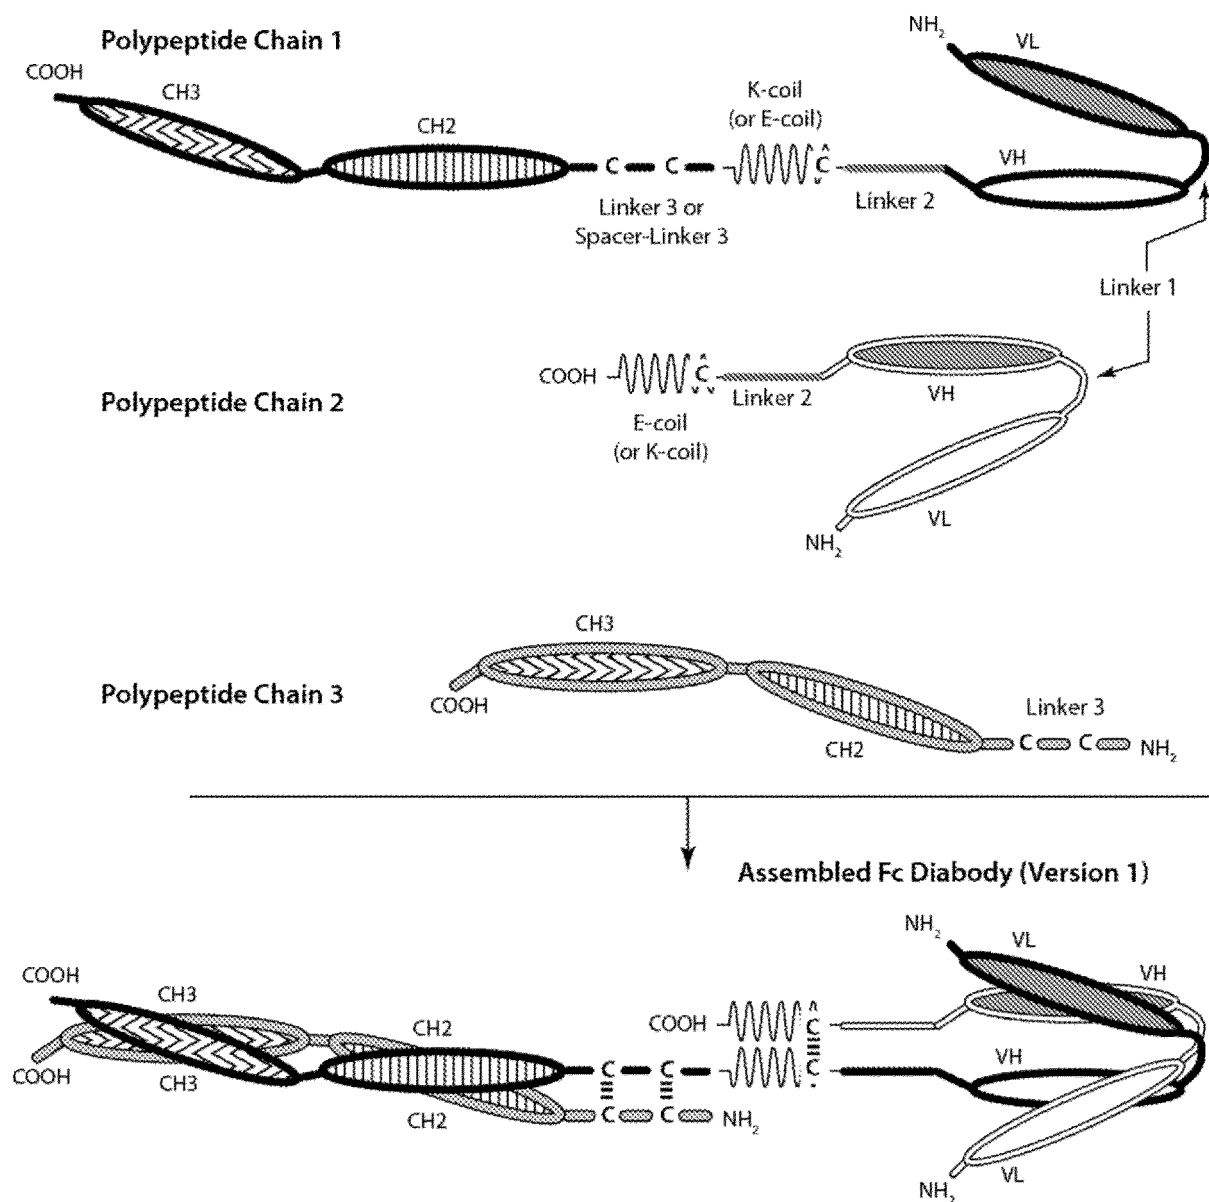 Polypeptide Chain 1
NH2
VL
COOH
CH3
CH2
K-coil
(or E-coil)
C
C
C
VH
Linker 3 or
Spacer-Linker 3
Linker 2
Linker 1
Polypeptide Chain 2
COOH
C
Linker 2
VH
E-coil
(or K-coil)
VL
NH2
Polypeptide Chain 3
CH3
COOH
CH2
Linker 3
C
C
NH2
Assembled Fc Diabody (Version 1)
NH2
VL
VH
COOH
CH3
CH2
COOH
C
COOH
CH3
C
C
C
VH
CH2
C
C
NH2
VL
NH2